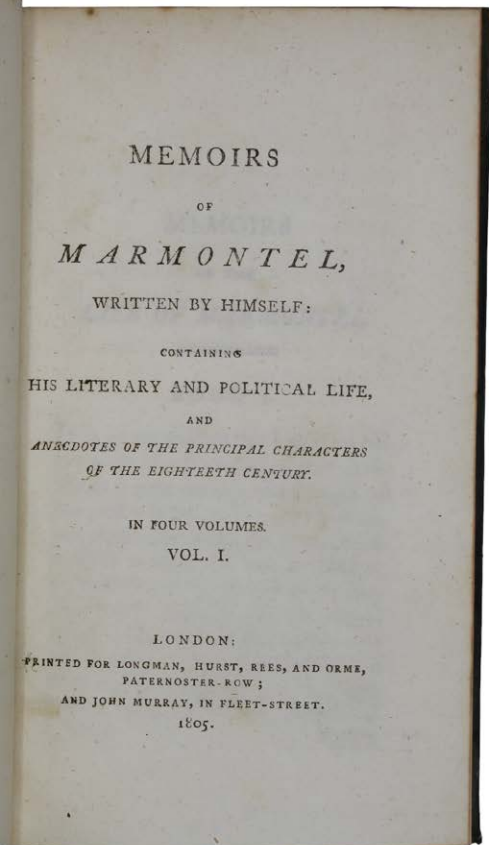 MEMOIRS
OF
MARMONTEL,
WRITTEN BY HIMSELF:
CONTAINING
HIS LITERARY AND POLITICAL LIFE,
AND
ANECDOTES OF THE PRINCIPAL CHARACTERS
OF THE EIGHTEETH CENTURY.
IN FOUR VOLUMES.
VOL. I.
LONDON:
PRINTED FOR LONGMAN, HURST, REES, AND ORME,
PATERNOSTER-ROW;
AND JOHN MURRAY, IN FLEET-STREET.
1805.